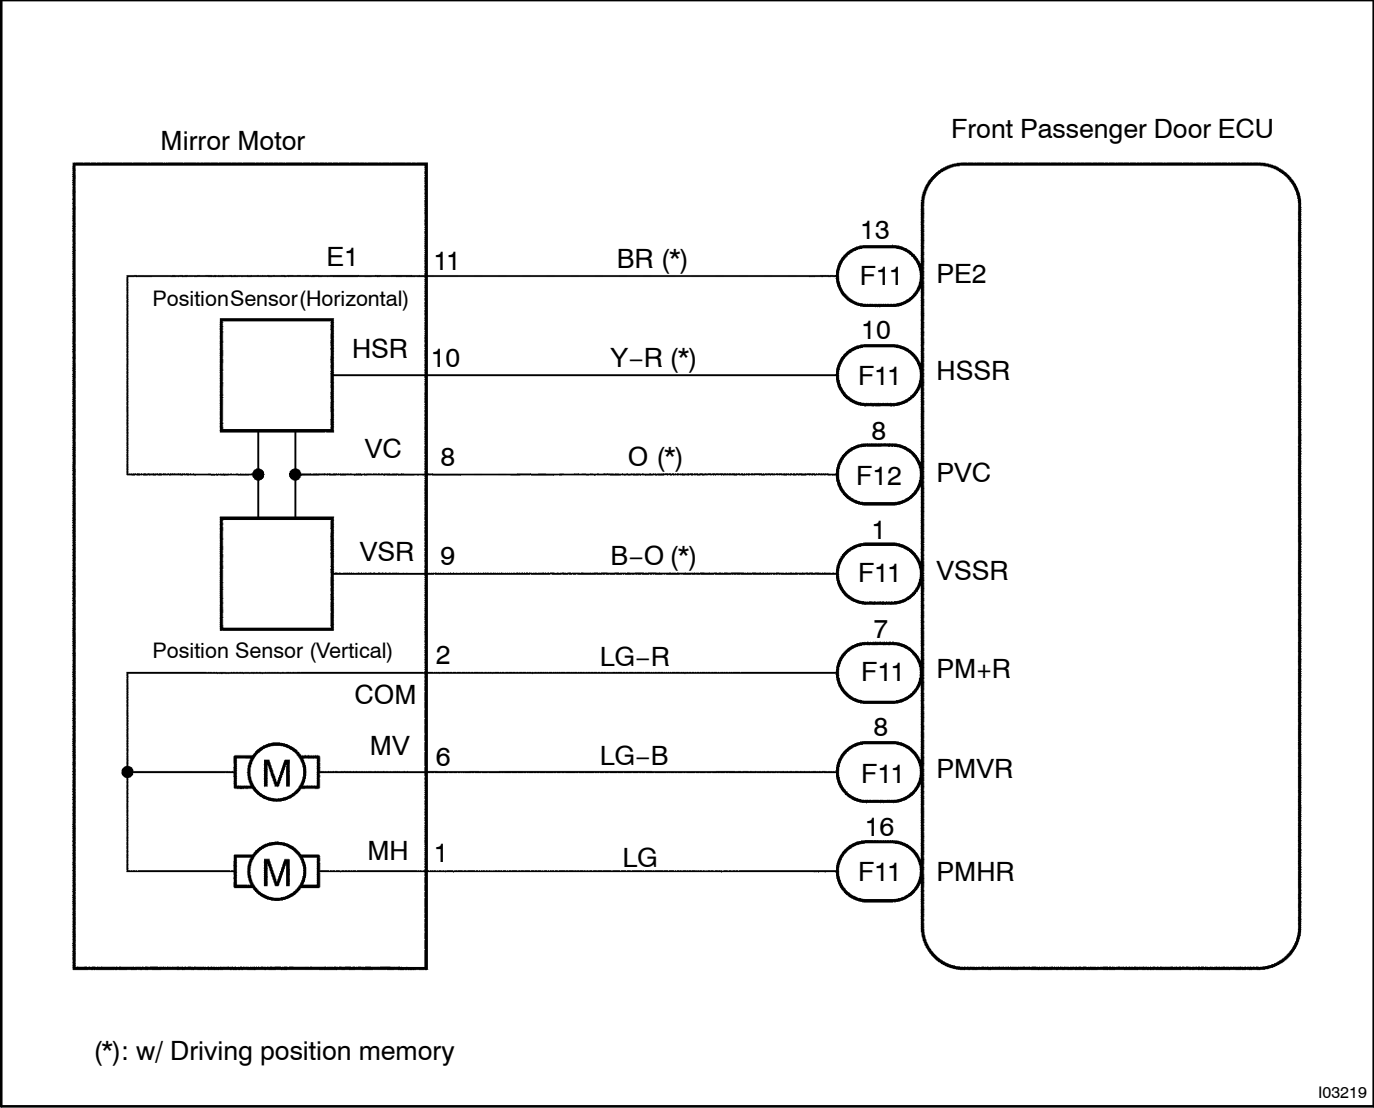 Mirror Motor
Front Passenger Door ECU
E1
11
BR (*)
13
F11
PE2
Position Sensor (Horizontal)
HSR
10
Y−R (*)
10
F11
HSSR
VC
8
O (*)
8
F12
PVC
VSR
9
B−O (*)
1
F11
VSSR
Position Sensor (Vertical)
2
LG−R
7
F11
PM+R
COM
M
MV
6
LG−B
8
F11
PMVR
M
MH
1
LG
16
F11
PMHR
(*): w/ Driving position memory
I03219